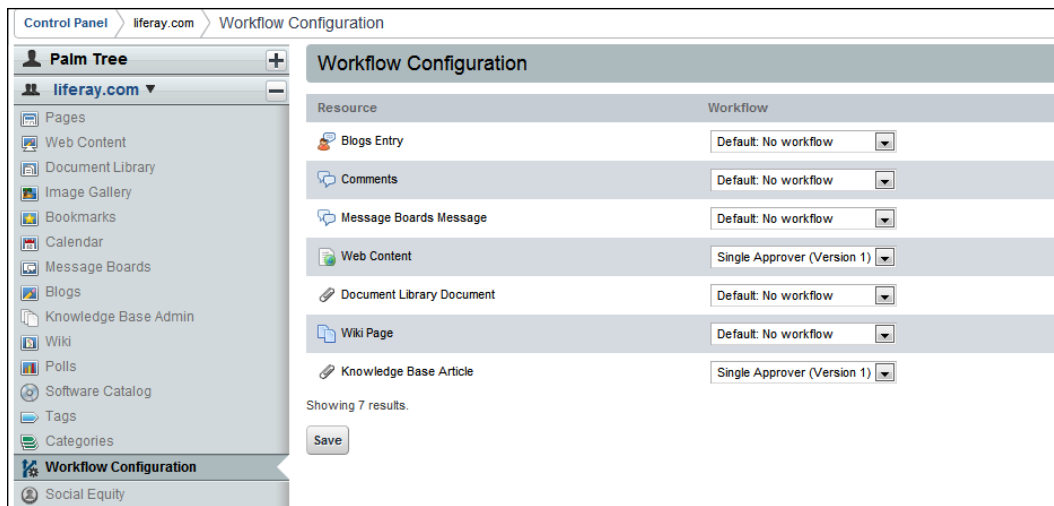 Control Panel liferay.com Workflow Configuration
Palm Tree
liferay.com
Pages
Web Content
Document Library
Image Gallery
Bookmarks
Calendar
Message Boards
Blogs
Knowledge Base Admin
Wiki
Polls
Software Catalog
Tags
Categories
Workflow Configuration
Social Equity
Workflow Configuration
Resource Workflow
Blogs Entry Default: No workflow
Comments Default: No workflow
Message Boards Message Default: No workflow
Web Content Single Approver (Version 1)
Document Library Document Default: No workflow
Wiki Page Default: No workflow
Knowledge Base Article Single Approver (Version 1)
Showing 7 results.
Save